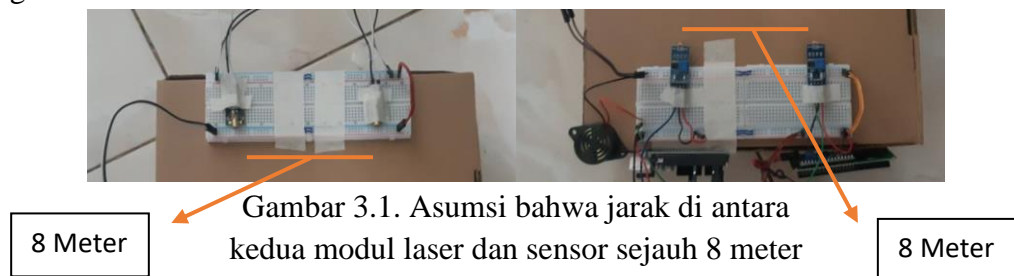 Gambar 3.1. Asumsi bahwa jarak di antara
kedua modul laser dan sensor sejauh 8 meter
8 Meter
8 Meter